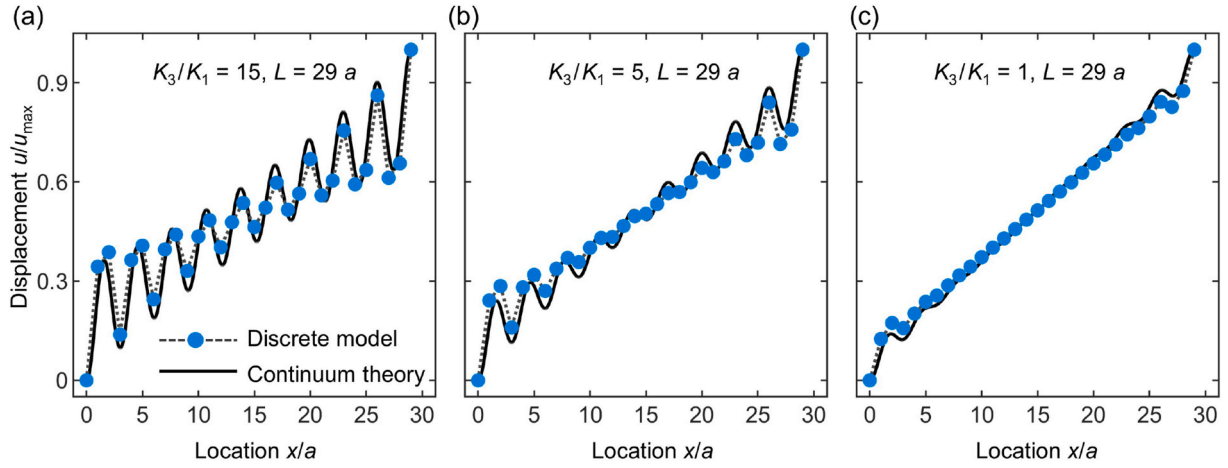 (a)
K₃/K₁ = 15, L = 29 a
Displacement u/uₘₐₓ
0.9
0.6
0.3
0
Discrete model
Continuum theory
0 5 10 15 20 25 30
Location x/a
(b)
K₃/K₁ = 5, L = 29 a
0 5 10 15 20 25 30
Location x/a
(c)
K₃/K₁ = 1, L = 29 a
0 5 10 15 20 25 30
Location x/a